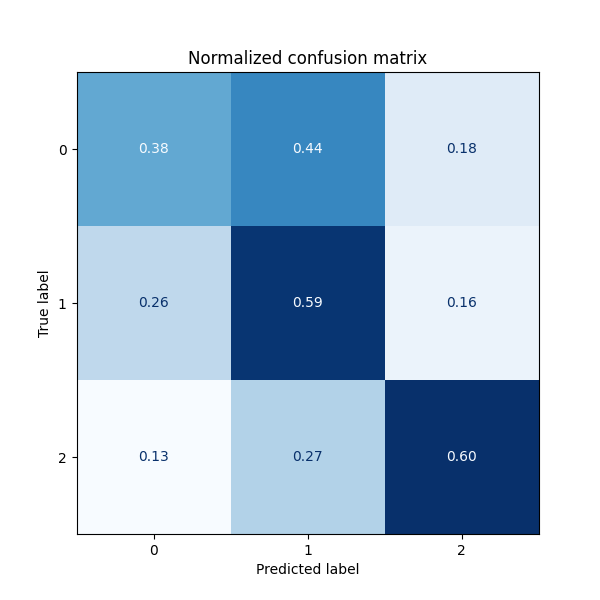 Normalized confusion matrix
0 0.38 0.44 0.18
1 0.26 0.59 0.16
2 0.13 0.27 0.60
0 1 2
True label
Predicted label